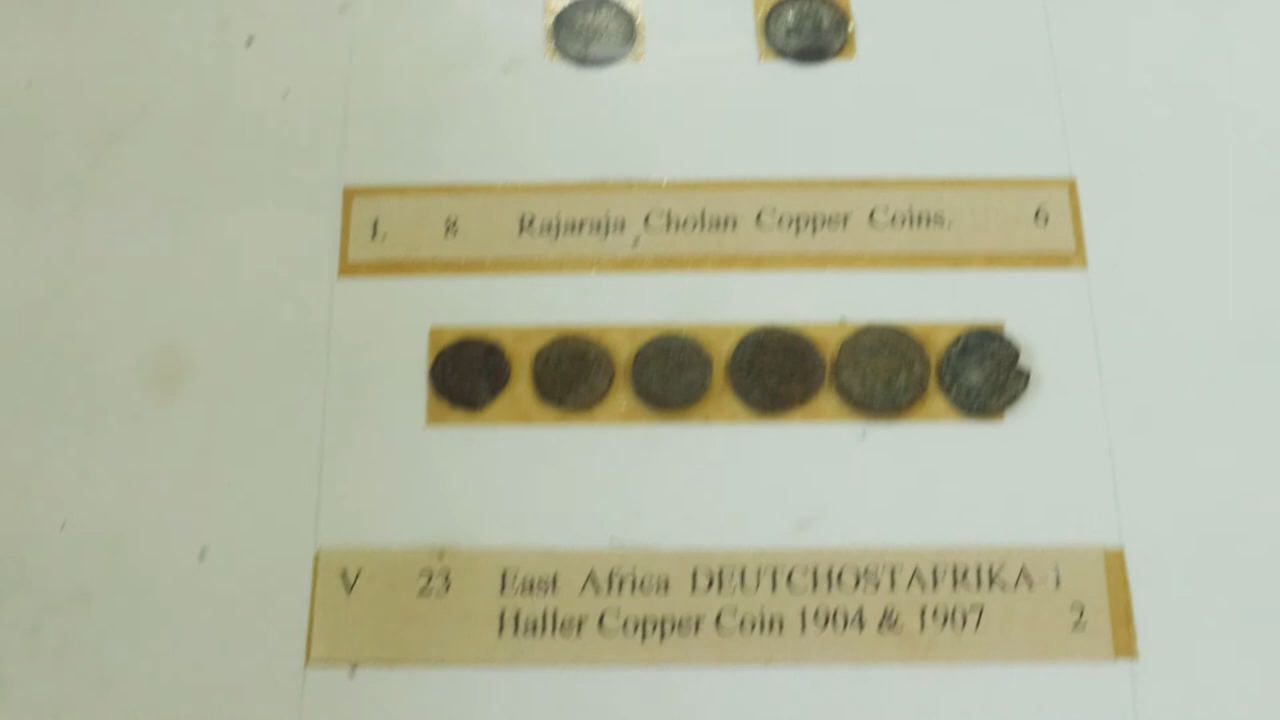 I. 8 Rajaraja Cholan Copper Coins. 6
V 23 East Africa DEUTCHOSTAFRIKA 1
Haller Copper Coin 1904 & 1907 2